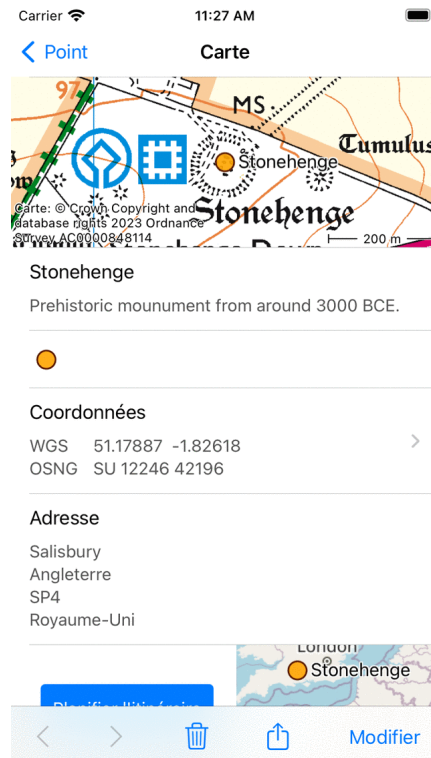 Carrier 11:27 AM
Point Carte
97
MS
Tumulus
Stonehenge
Stonehenge
Carte: © Crown Copyright and
database rights 2023 Ordnance
Survey AC0000848114
200 m
Stonehenge
Prehistoric mounument from around 3000 BCE.
Coordonnées
WGS 51.17887 -1.82618
OSNG SU 12246 42196
Adresse
Salisbury
Angleterre
SP4
Royaume-Uni
London
Stonehenge
Modifier